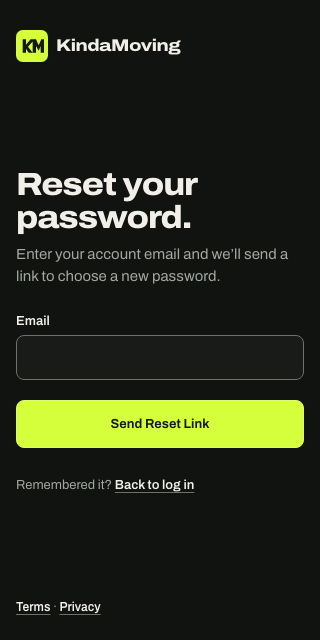 KM KindaMoving
Reset your
password.
Enter your account email and we’ll send a
link to choose a new password.
Email
Send Reset Link
Remembered it? Back to log in
Terms · Privacy